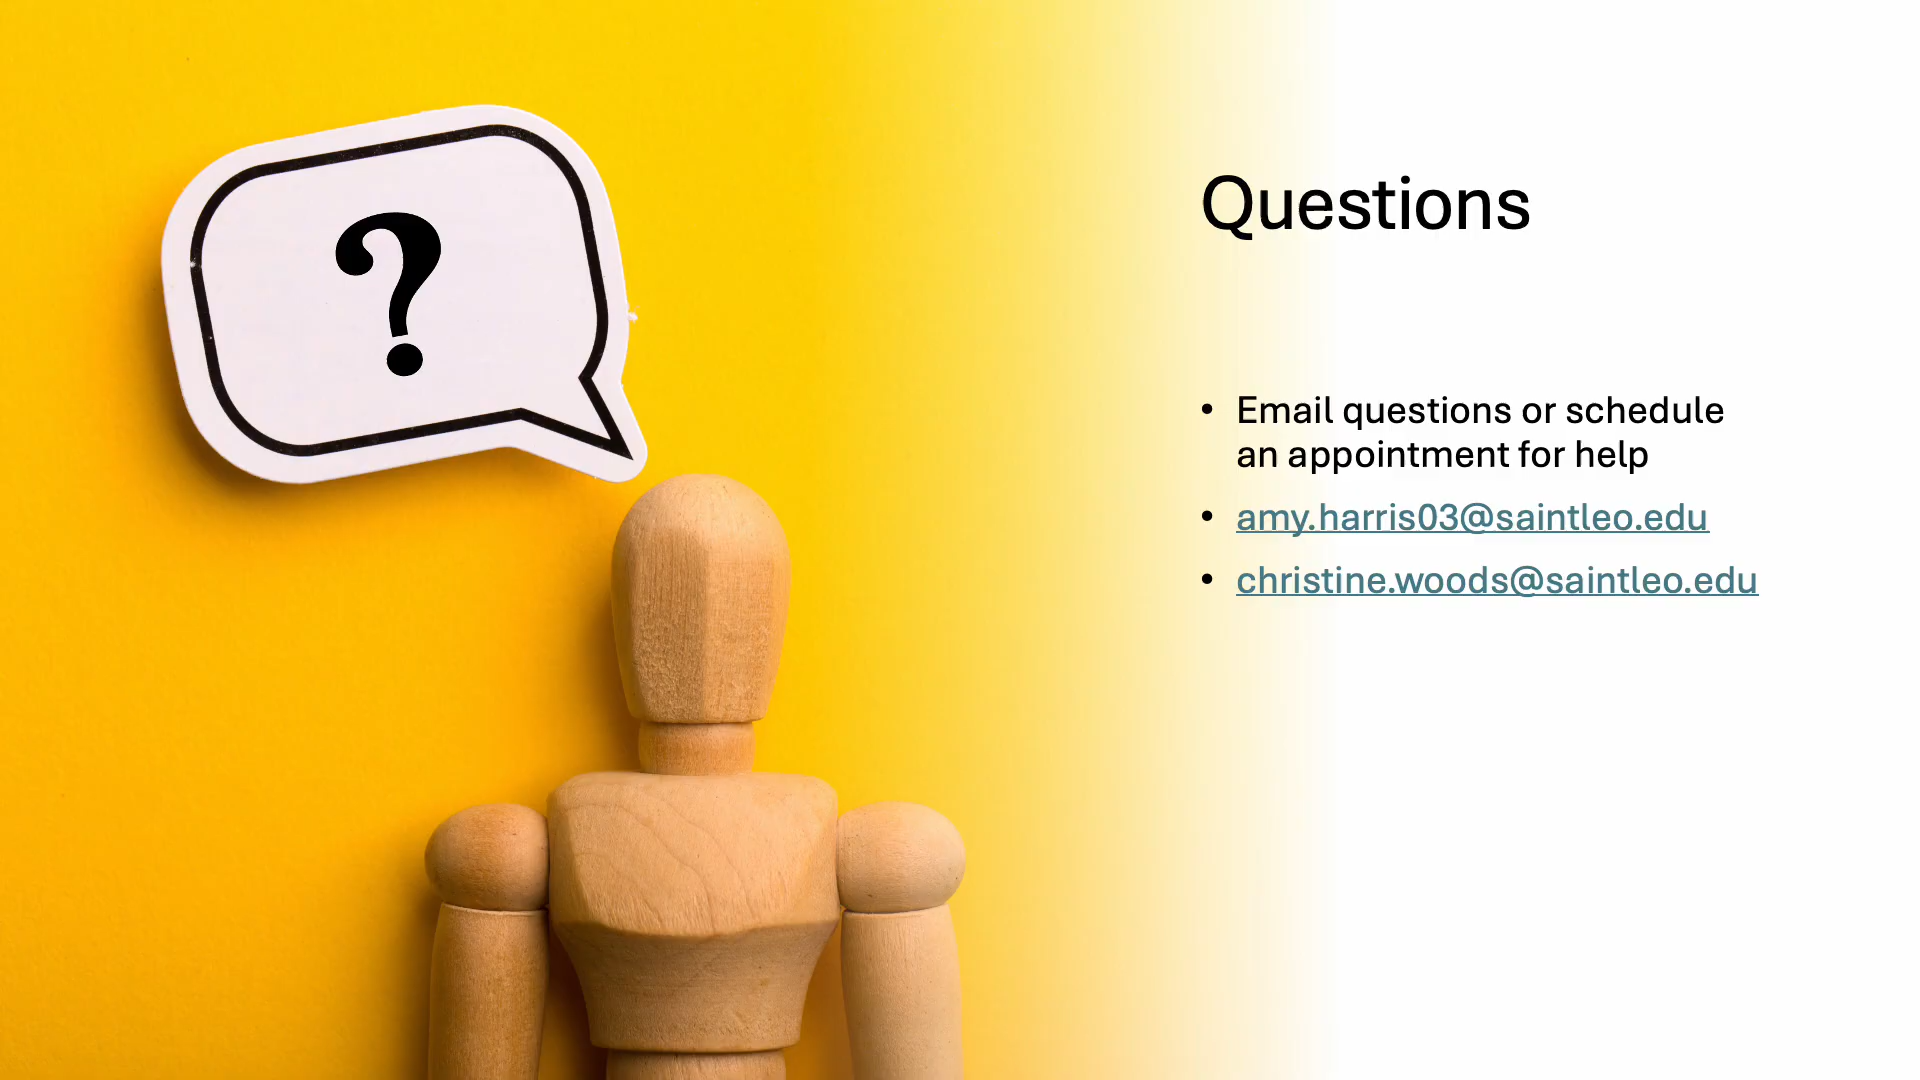 ?
Questions
• Email questions or schedule
an appointment for help
• amy.harris03@saintleo.edu
• christine.woods@saintleo.edu